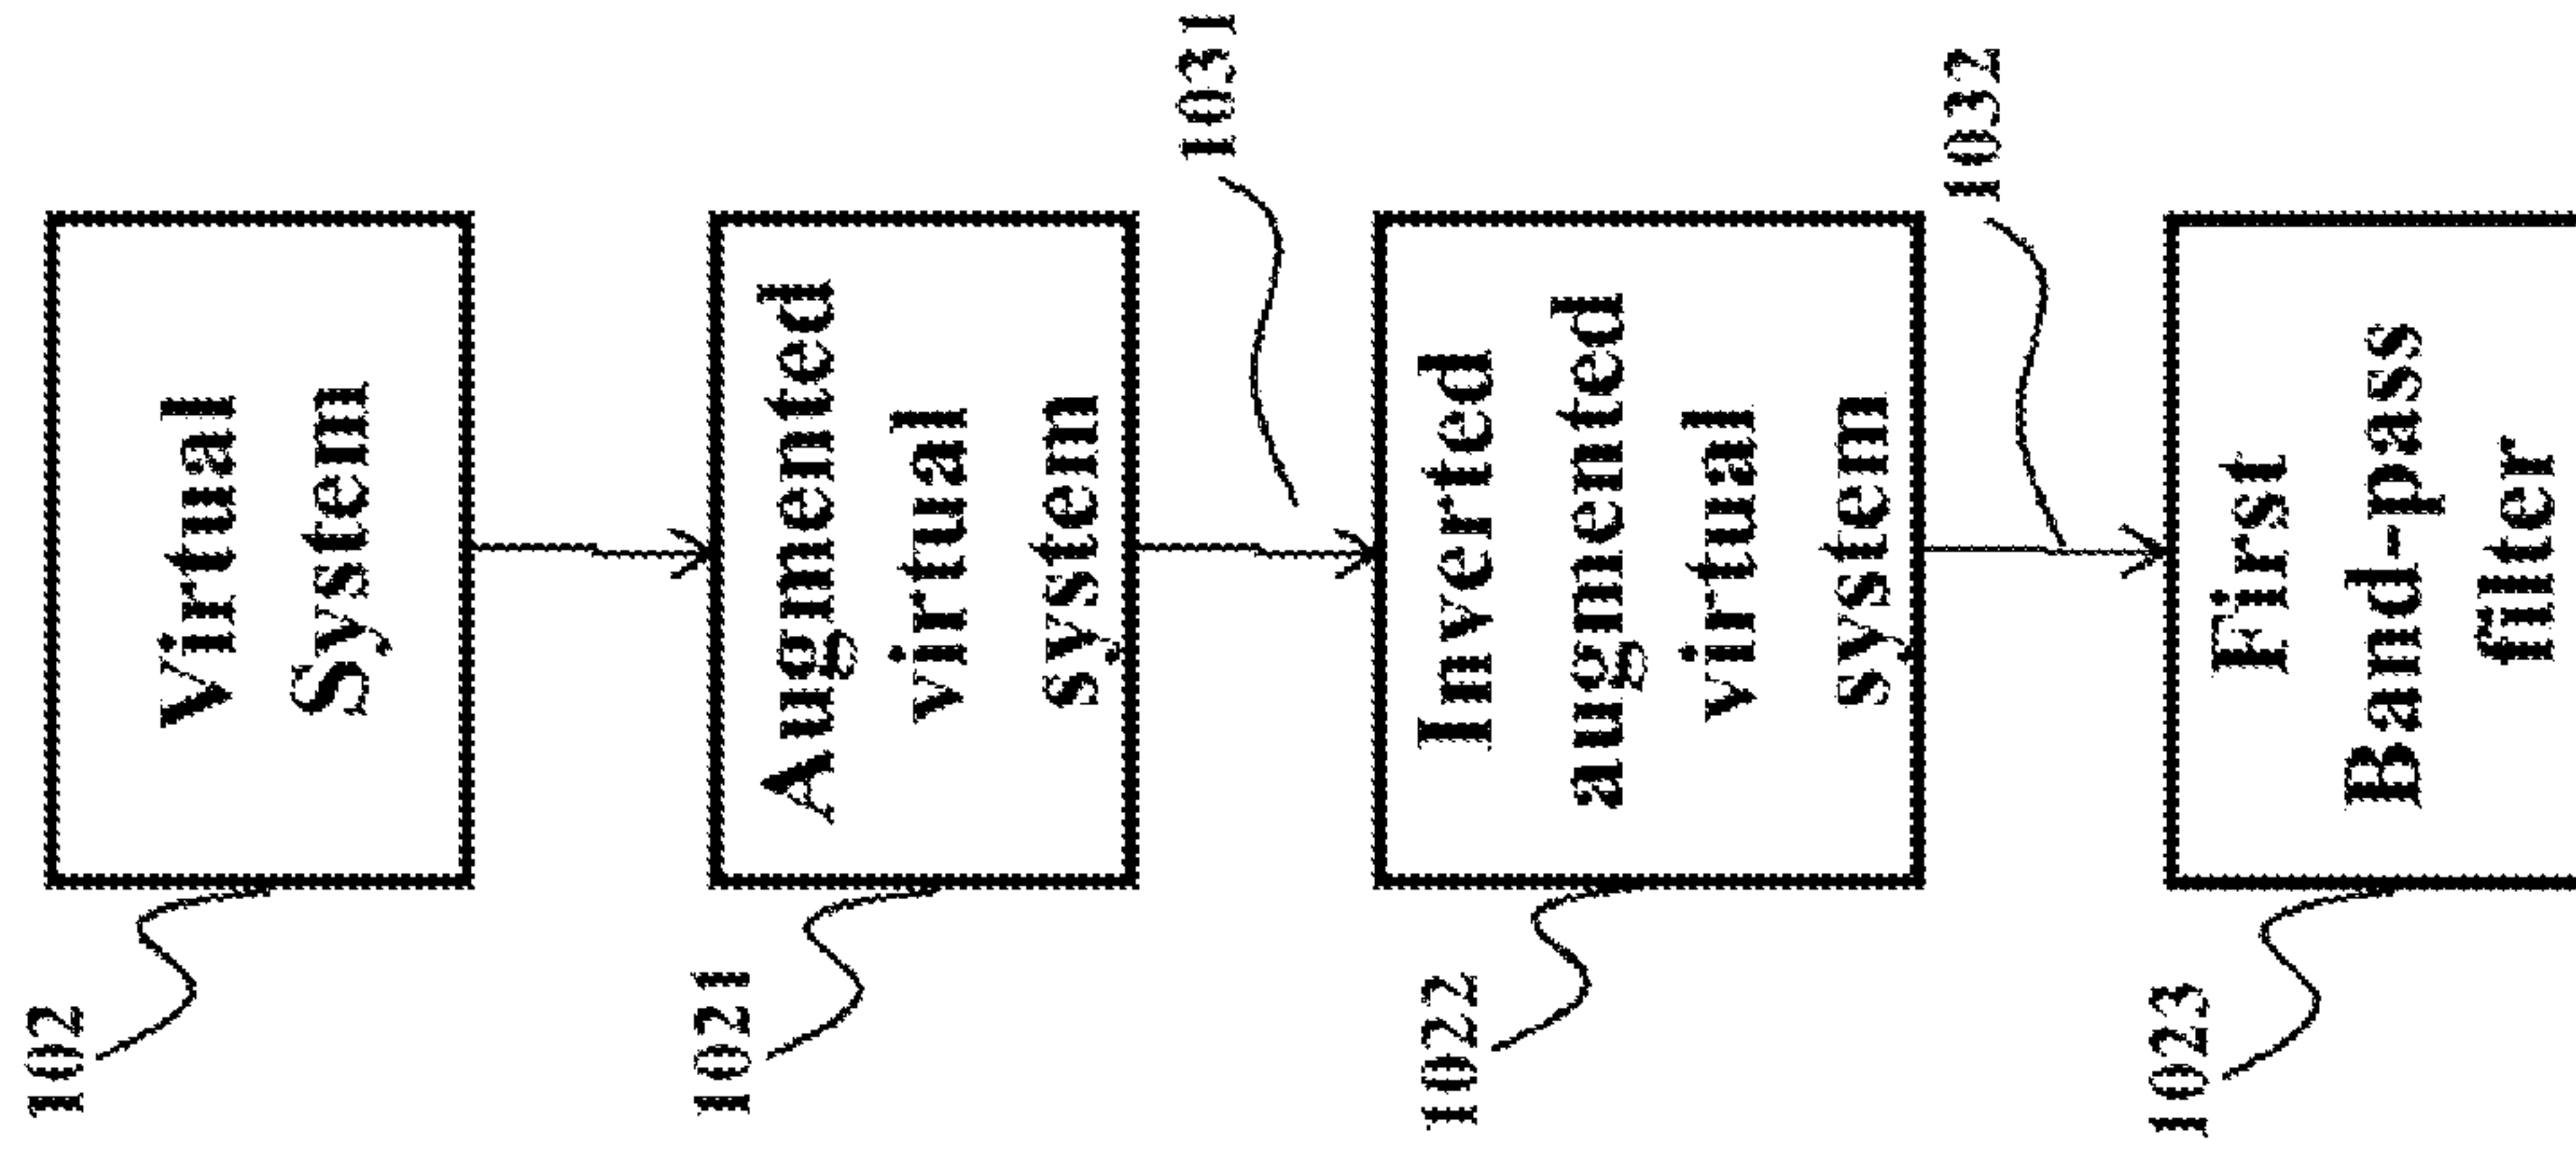 102
Virtual
System
1021
Augmented
virtual
system
1031
1022
Inverted
augmented
virtual
system
1032
1023
First
Band-pass
filter